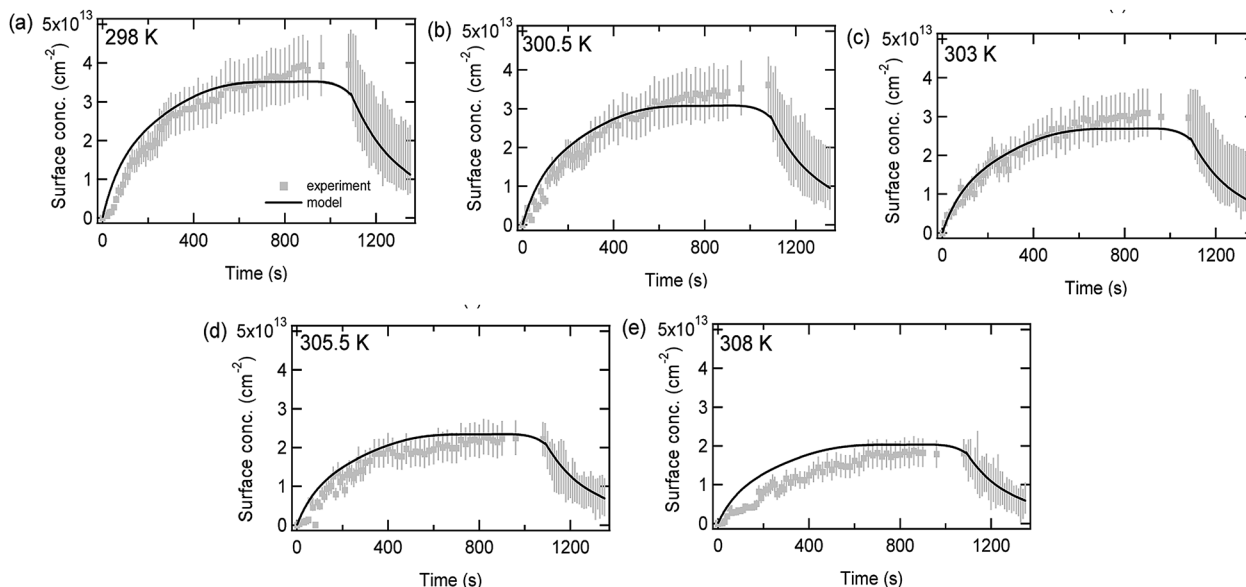 (a)
5x10^13
298 K
4
3
2
1
0
Surface conc. (cm^-2)
experiment
model
0
400
800
1200
Time (s)
(b)
5x10^13
300.5 K
4
3
2
1
0
Surface conc. (cm^-2)
0
400
800
1200
Time (s)
(c)
5x10^13
303 K
4
3
2
1
0
Surface conc. (cm^-2)
0
400
800
1200
Time (s)
(d)
5x10^13
305.5 K
4
3
2
1
0
Surface conc. (cm^-2)
0
400
800
1200
Time (s)
(e)
5x10^13
308 K
4
3
2
1
0
Surface conc. (cm^-2)
0
400
800
1200
Time (s)